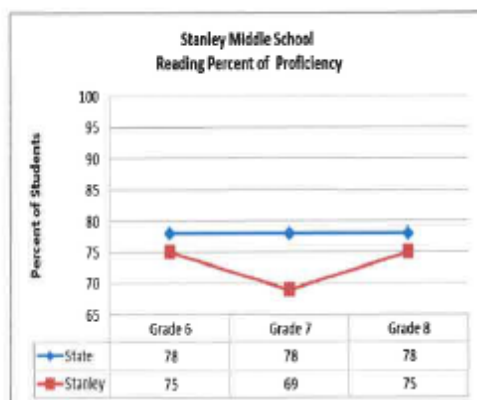 Stanley Middle School
Reading Percent of Proficiency
Percent of Students
100
95
90
85
80
75
70
65
Grade 6 Grade 7 Grade 8
State 78 78 78
Stanley 75 69 75